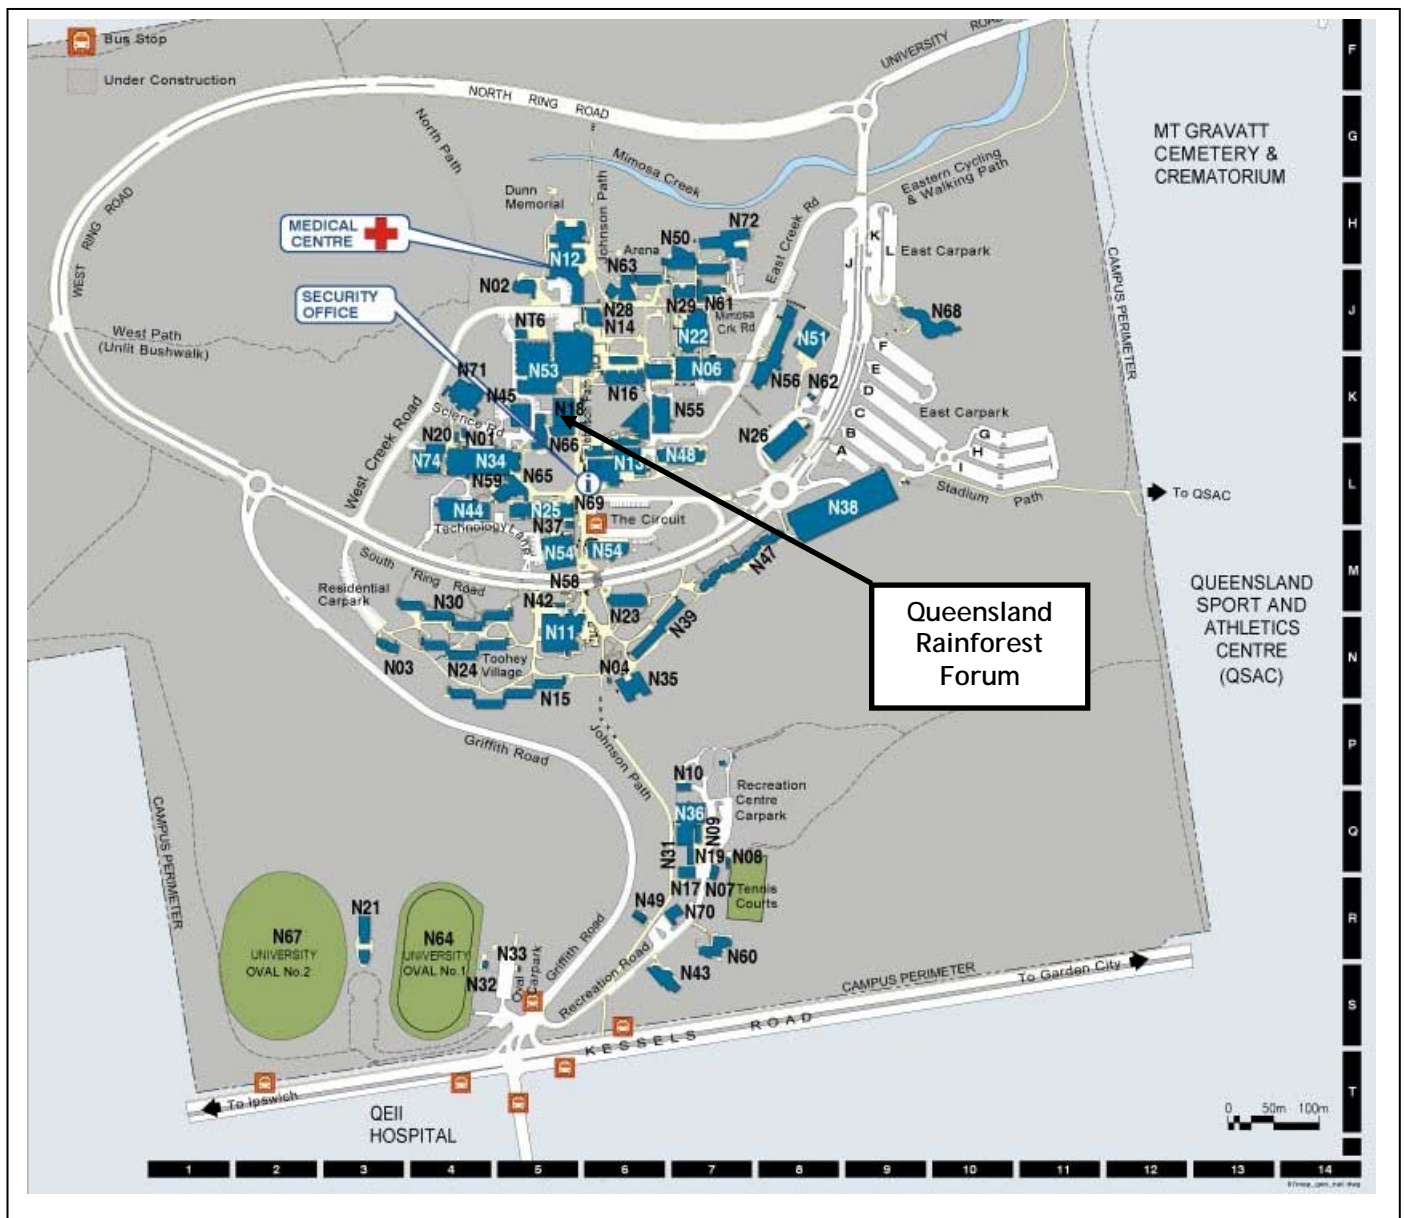 Bus Stop
Under Construction
UNIVERSITY ROAD
F
NORTH RING ROAD
G
MT GRAVATT
CEMETERY &
CREMATORIUM
North Path
Mimosa Creek
Johnson Path
Eastern Cycling
& Walking Path
WEST RING ROAD
Dunn
Memorial
H
MEDICAL
CENTRE
N12
Arena
N50
N72
East Creek Rd
K
L
J
East Carpark
CAMPUS PERIMETER
N63
SECURITY
OFFICE
N02
N28
N29
N61
N68
J
West Path
(Unlit Bushwalk)
NT6
N14
Mimosa
Crk Rd
N22
N51
N53
N06
F
E
D
C
B
A
N71
N45
N16
N56
N62
K
West Creek Road
Science Rd
N18
N55
East Carpark
N20
N01
N66
N26
G
H
I
N74
N34
N13
N48
N59
N65
i
L
N44
N25
N69
N38
Stadium Path
To QSAC
Technology Lane
N37
The Circuit
N54
N54
N47
South Ring Road
N58
M
Residential
Carpark
N30
N42
N23
QUEENSLAND
SPORT AND
ATHLETICS
CENTRE
(QSAC)
Queensland
Rainforest
Forum
N11
N39
N03
N24
Toohey
Village
N04
N35
N
N15
Griffith Road
Johnson Path
P
N10
Recreation
Centre
Carpark
CAMPUS PERIMETER
N36
N09
Q
N31
N19
N08
N17
N07
Tennis
Courts
N67
UNIVERSITY
OVAL No.2
N21
N64
UNIVERSITY
OVAL No.1
N49
N70
R
N33
Oval
Carpark
Griffith Road
N60
N32
Recreation Road
N43
CAMPUS PERIMETER
To Garden City
S
KESSELS ROAD
To Ipswich
QEII
HOSPITAL
0 50m 100m
T
1 2 3 4 5 6 7 8 9 10 11 12 13 14